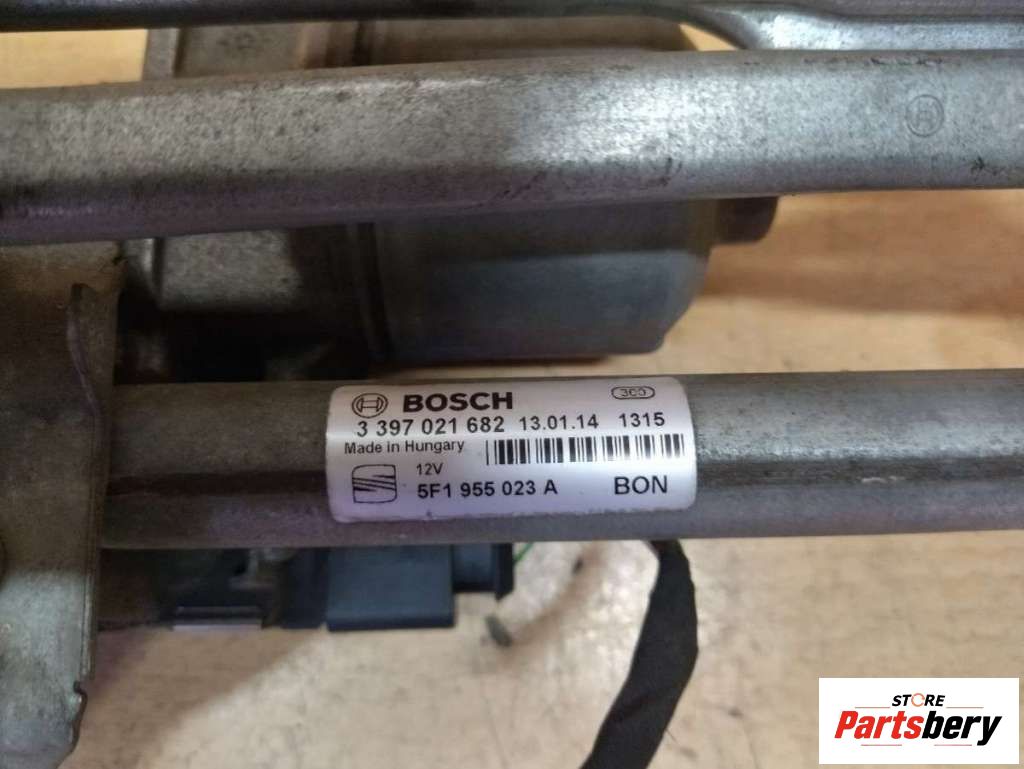 BOSCH
360
3 397 021 682 13.01.14 1315
Made in Hungary
12V
5F1 955 023 A BON
STORE
Partsbery